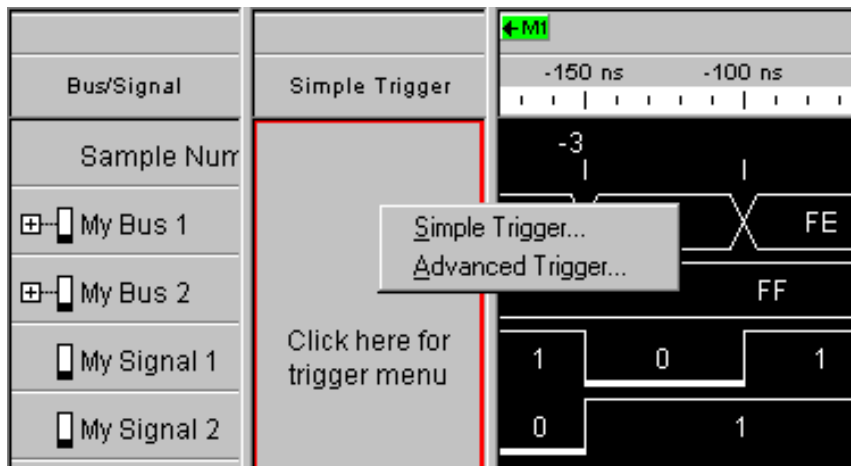 M1
-150 ns -100 ns
Bus/Signal Simple Trigger
Sample Num -3
My Bus 1 FE
Simple Trigger...
Advanced Trigger...
My Bus 2 FF
Click here for
trigger menu
My Signal 1 1 0 1
My Signal 2 0 1